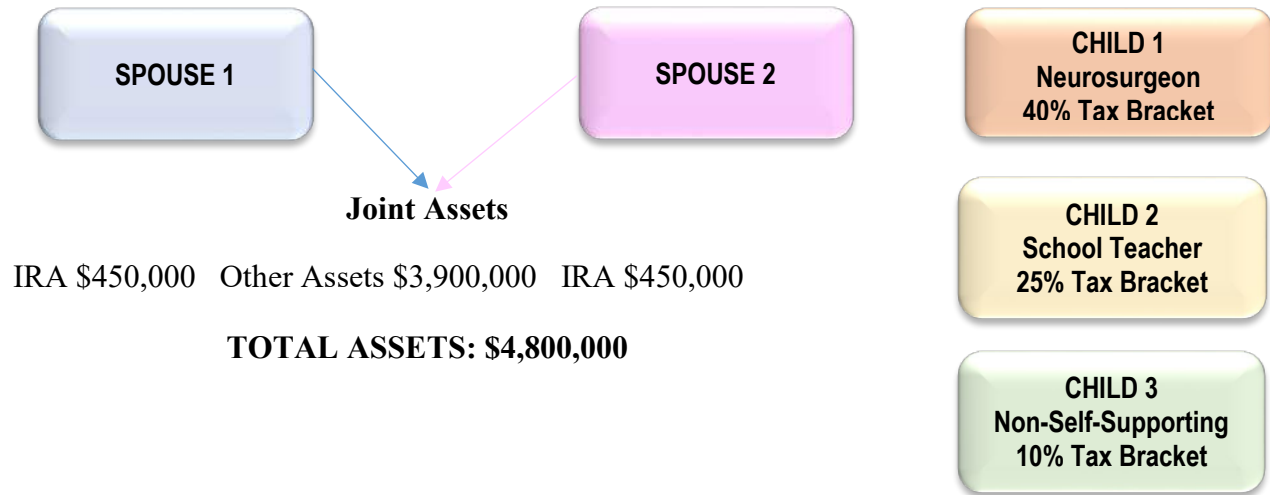 SPOUSE 1
SPOUSE 2
CHILD 1
Neurosurgeon
40% Tax Bracket
Joint Assets
CHILD 2
School Teacher
25% Tax Bracket
IRA $450,000 Other Assets $3,900,000 IRA $450,000
TOTAL ASSETS: $4,800,000
CHILD 3
Non-Self-Supporting
10% Tax Bracket